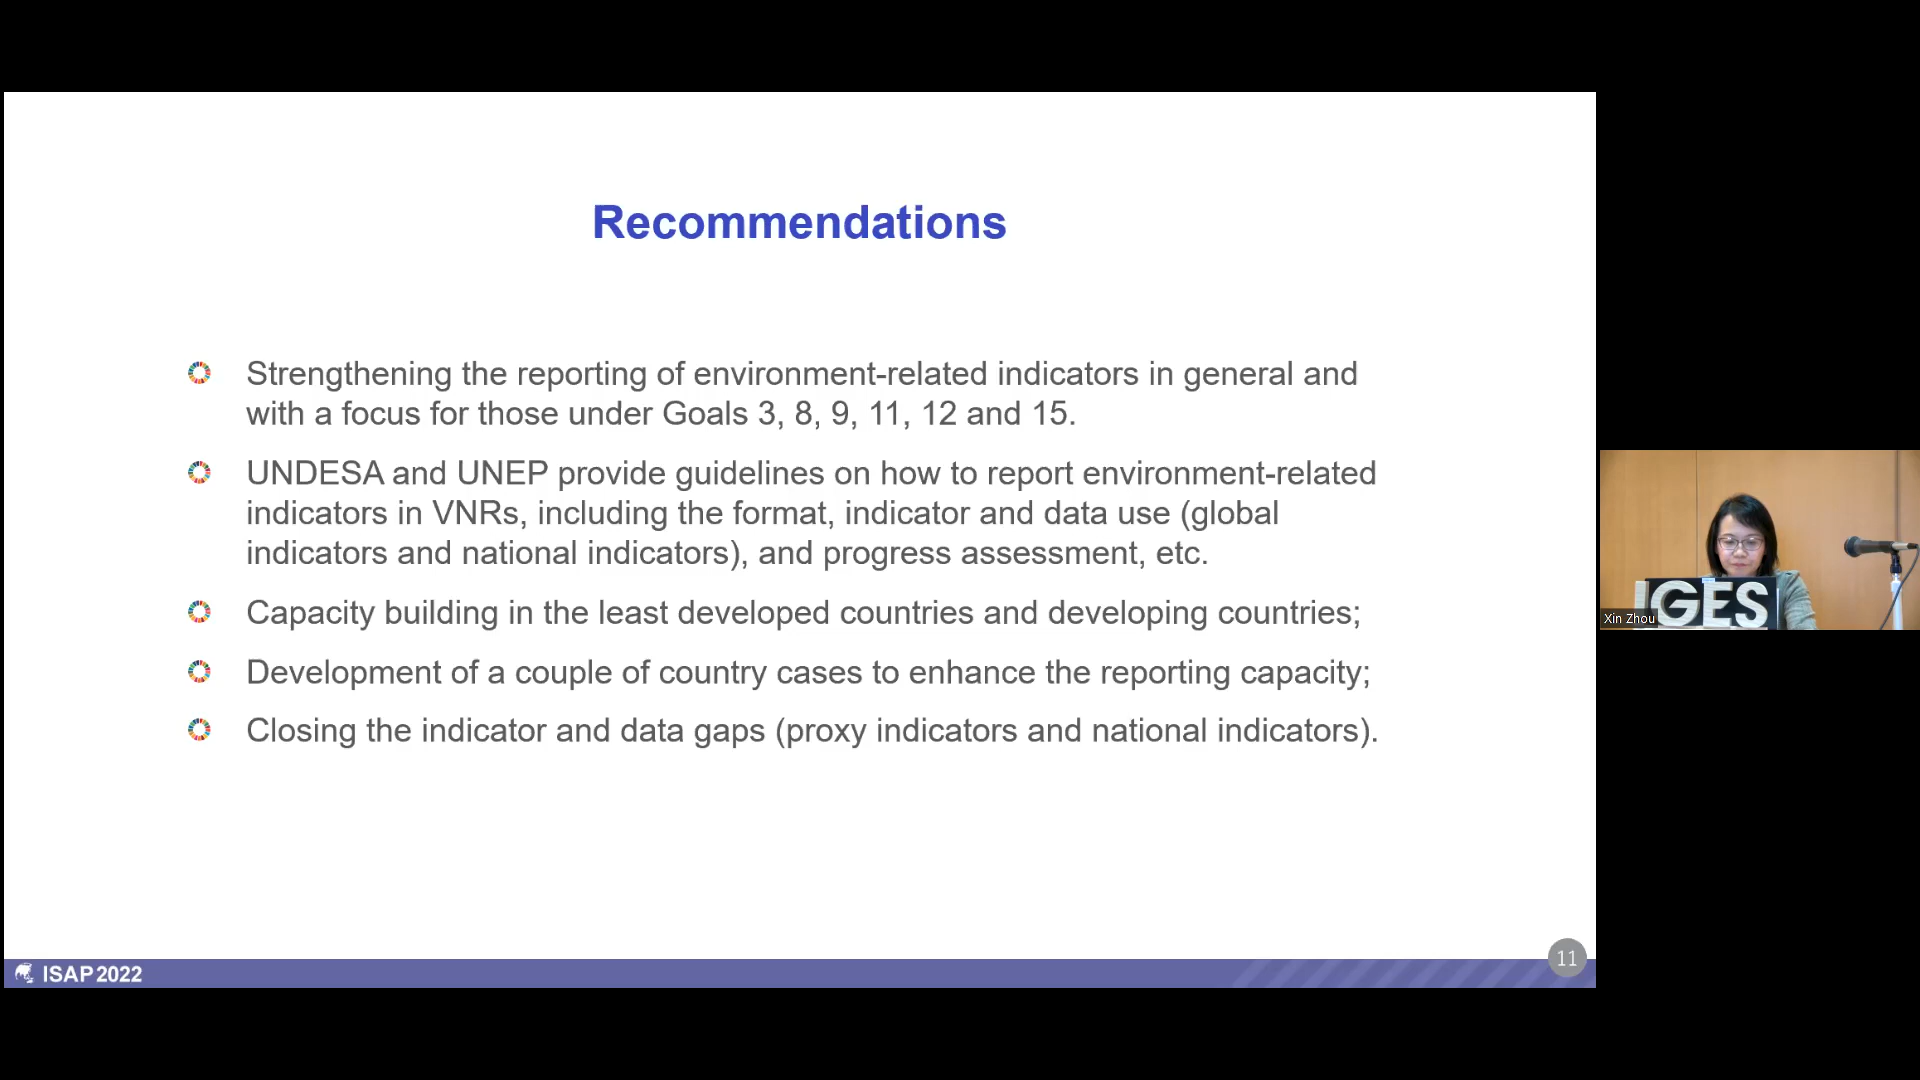 Recommendations
Strengthening the reporting of environment-related indicators in general and
with a focus for those under Goals 3, 8, 9, 11, 12 and 15.
UNDESA and UNEP provide guidelines on how to report environment-related
indicators in VNRs, including the format, indicator and data use (global
indicators and national indicators), and progress assessment, etc.
Capacity building in the least developed countries and developing countries;
Development of a couple of country cases to enhance the reporting capacity;
Closing the indicator and data gaps (proxy indicators and national indicators).
11
ISAP 2022
IGES
Xin Zhou